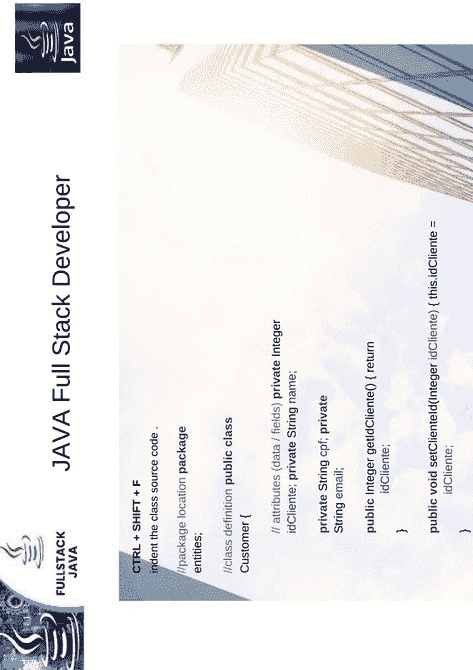 FULLSTACK
JAVA
JAVA Full Stack Developer
Java
CTRL + SHIFT + F
indent the class source code .
//package location package
entities;
//class definition public class
Customer {
// attributes (data / fields) private Integer
idCliente; private String name;
private String cpf; private
String email;
public Integer getIdCliente() { return
idCliente;
}
public void setClienteId(Integer idCliente) { this.idCliente =
idCliente;
}